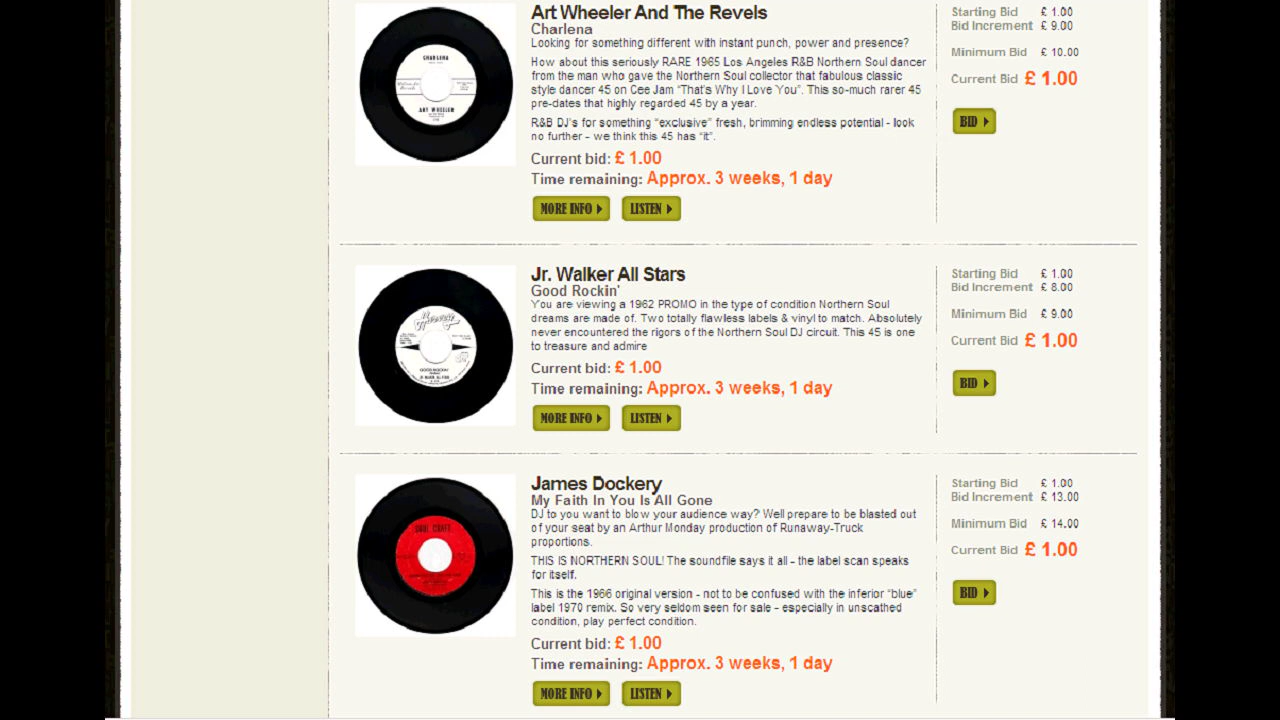 CHARLENA
ART WHEELER
Art Wheeler And The Revels
Charlena
Looking for something different with instant punch, power and presence?
How about this seriously RARE 1965 Los Angeles R&B Northern Soul dancer
from the man who gave the Northern Soul collector that fabulous classic
style dancer 45 on Cee Jam "That's Why I Love You". This so-much rarer 45
pre-dates that highly regarded 45 by a year.
R&B DJ's for something "exclusive" fresh, brimming endless potential - look
no further - we think this 45 has "it".
Current bid: £ 1.00
Time remaining: Approx. 3 weeks, 1 day
MORE INFO
LISTEN
Starting Bid £ 1.00
Bid Increment £ 9.00
Minimum Bid £ 10.00
Current Bid £ 1.00
BID
GOOD ROCKIN'
Jr. Walker All Stars
Good Rockin'
You are viewing a 1962 PROMO in the type of condition Northern Soul
dreams are made of. Two totally flawless labels & vinyl to match. Absolutely
never encountered the rigors of the Northern Soul DJ circuit. This 45 is one
to treasure and admire
Current bid: £ 1.00
Time remaining: Approx. 3 weeks, 1 day
MORE INFO
LISTEN
Starting Bid £ 1.00
Bid Increment £ 8.00
Minimum Bid £ 9.00
Current Bid £ 1.00
BID
SOUL CRAFT
James Dockery
My Faith In You Is All Gone
DJ to you want to blow your audience way? Well prepare to be blasted out
of your seat by an Arthur Monday production of Runaway-Truck
proportions.
THIS IS NORTHERN SOUL! The soundfile says it all - the label scan speaks
for itself.
This is the 1966 original version - not to be confused with the inferior "blue"
label 1970 remix. So very seldom seen for sale - especially in unscathed
condition, play perfect condition.
Current bid: £ 1.00
Time remaining: Approx. 3 weeks, 1 day
MORE INFO
LISTEN
Starting Bid £ 1.00
Bid Increment £ 13.00
Minimum Bid £ 14.00
Current Bid £ 1.00
BID